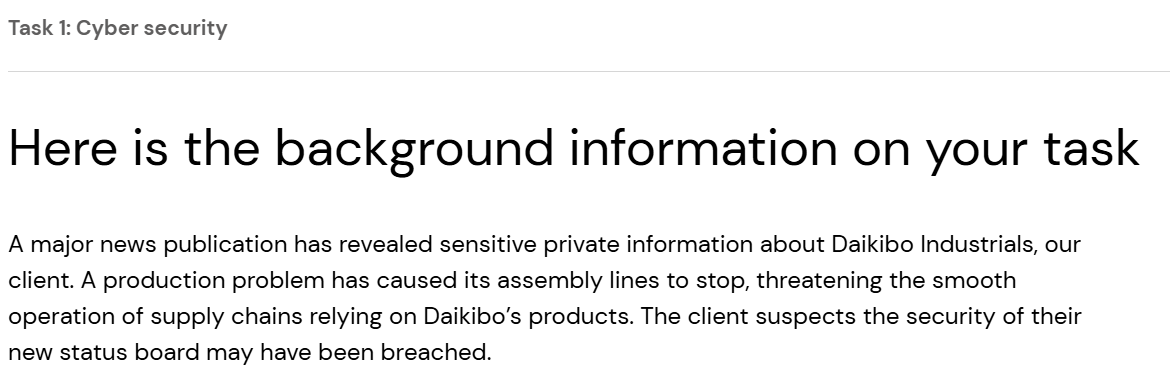 Task 1: Cyber security
Here is the background information on your task
A major news publication has revealed sensitive private information about Daikibo Industrials, our
client. A production problem has caused its assembly lines to stop, threatening the smooth
operation of supply chains relying on Daikibo’s products. The client suspects the security of their
new status board may have been breached.